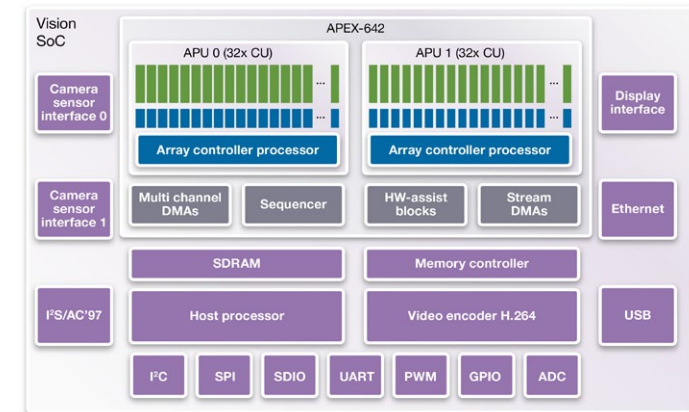 Vision
SoC
APEX-642
APU 0 (32x CU)
APU 1 (32x CU)
...
...
...
...
Array controller processor
Array controller processor
Camera
sensor
interface 0
Display
interface
Multi channel
DMAs
Sequencer
HW-assist
blocks
Stream
DMAs
Camera
sensor
interface 1
Ethernet
SDRAM
Memory controller
I²S/AC'97
Host processor
Video encoder H.264
USB
I²C
SPI
SDIO
UART
PWM
GPIO
ADC